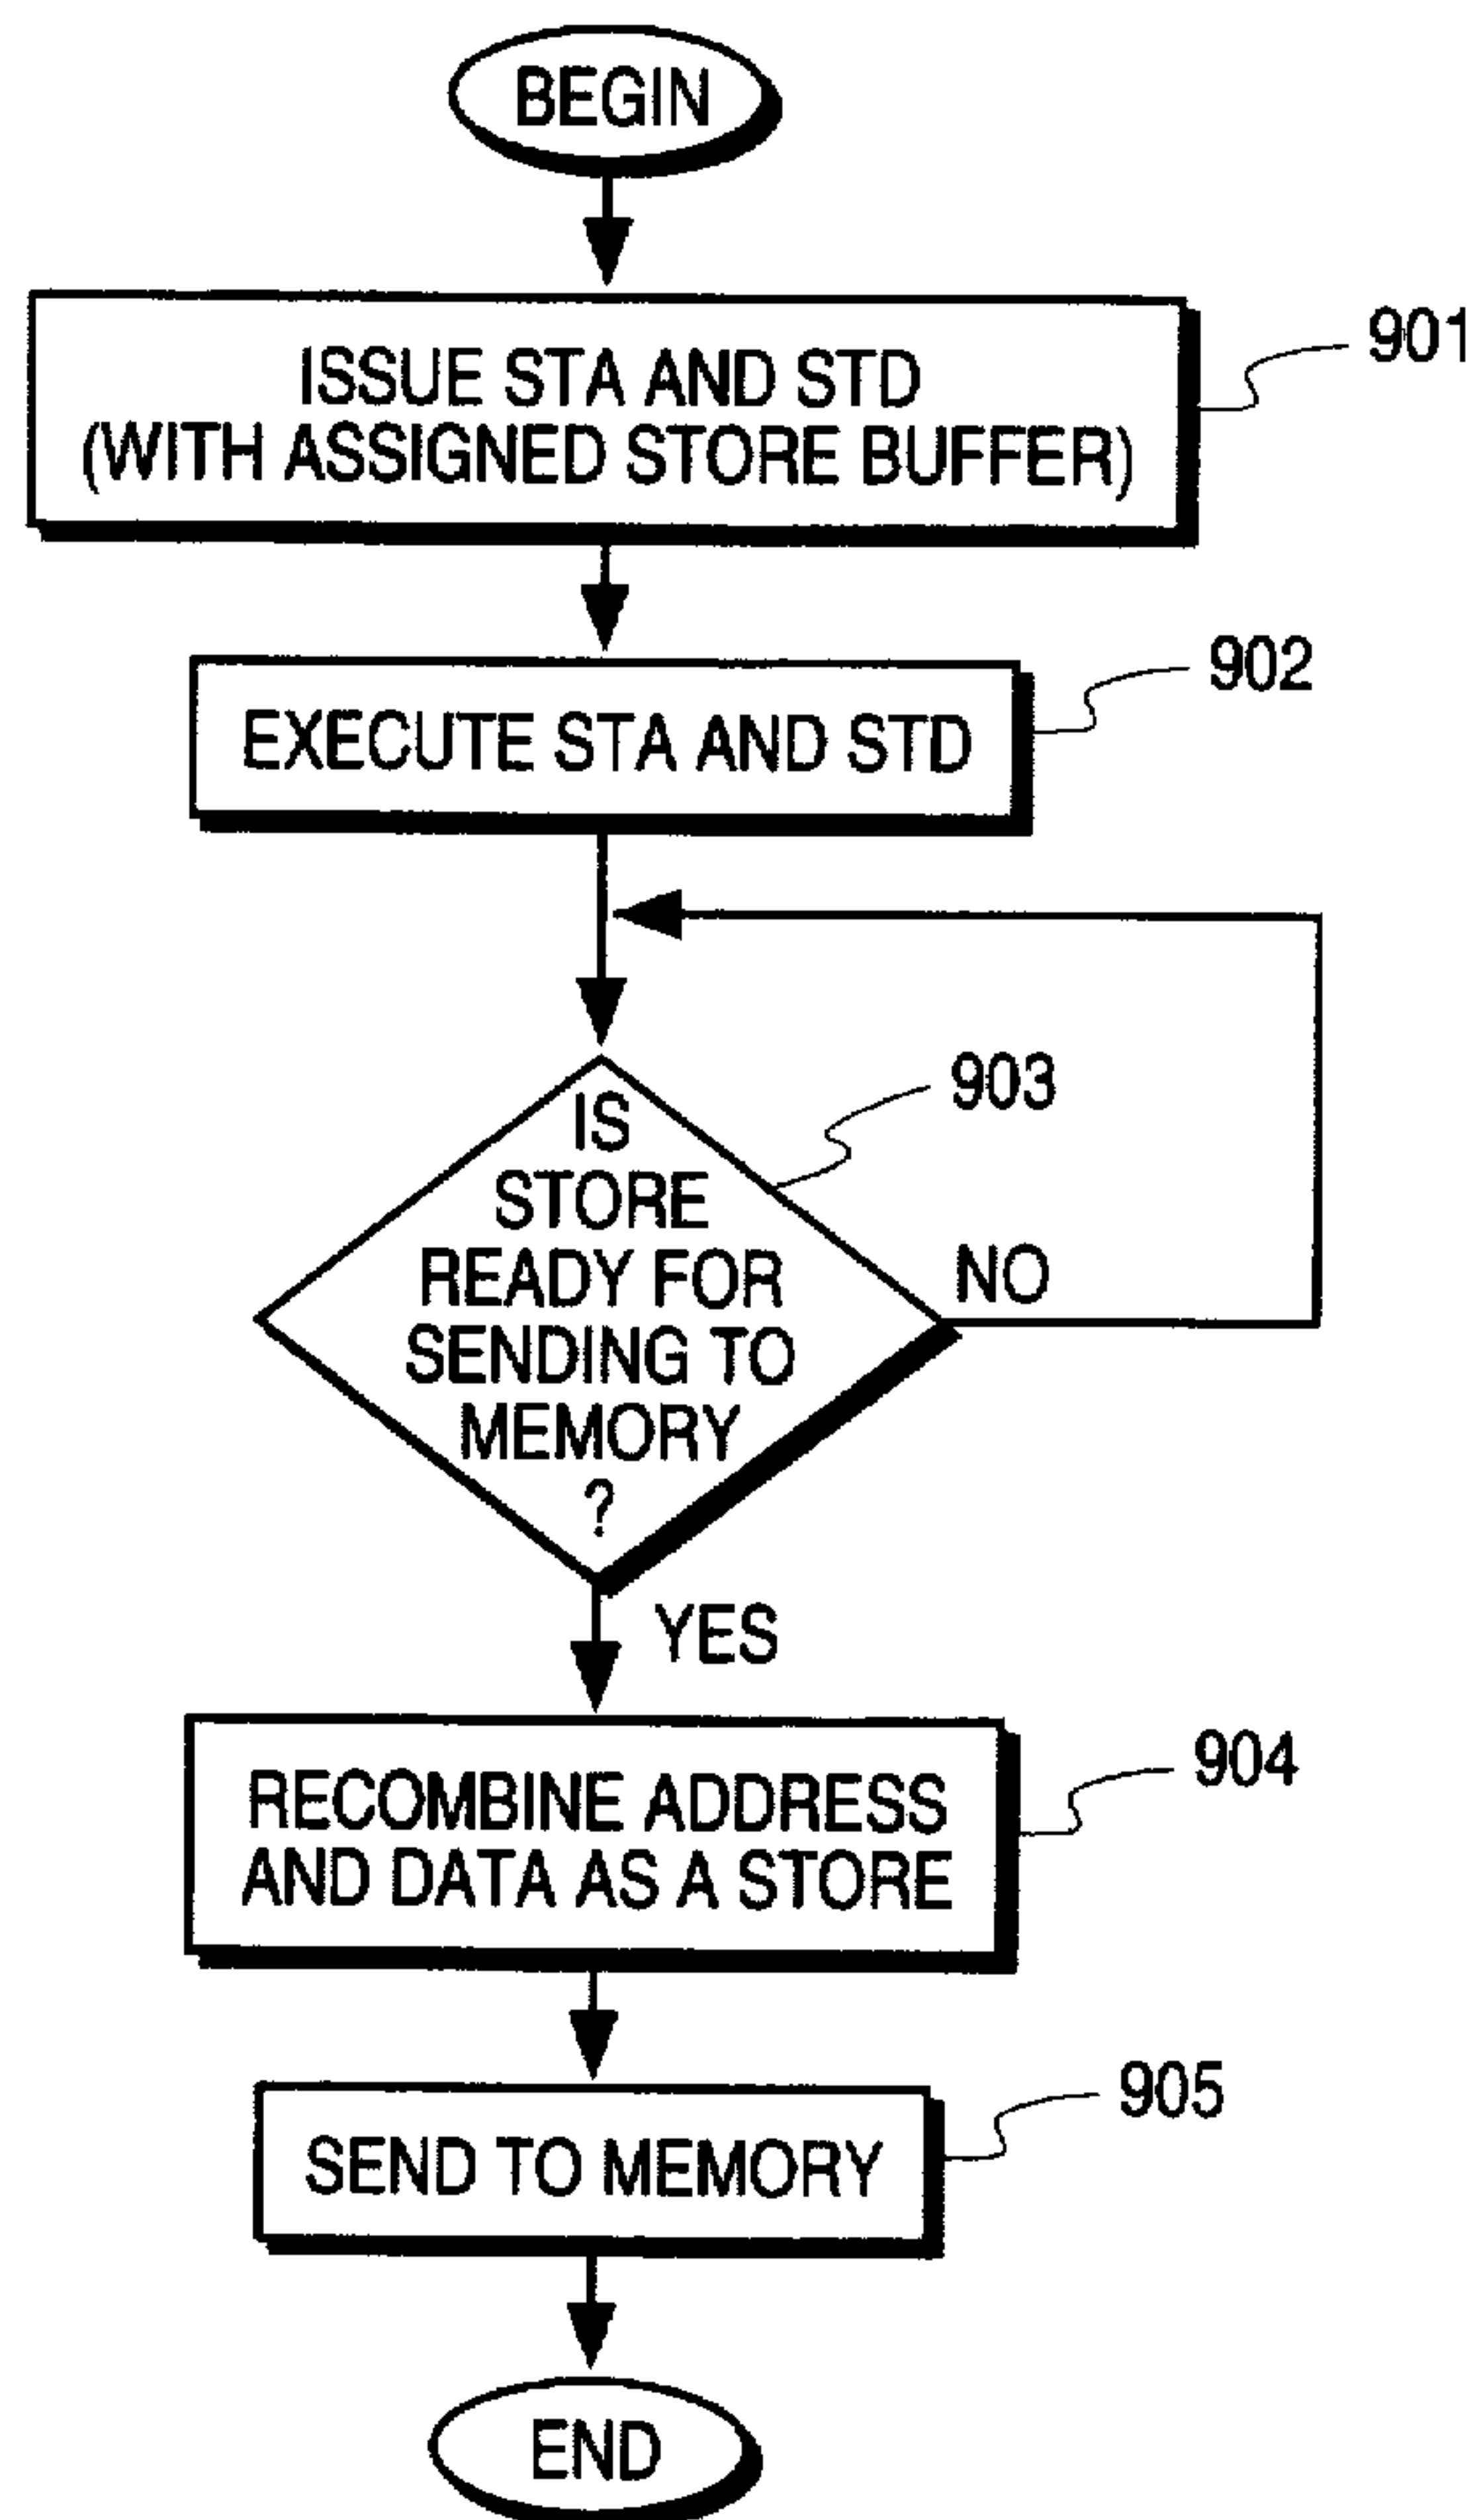 BEGIN
ISSUE STA AND STD
(WITH ASSIGNED STORE BUFFER)
901
EXECUTE STA AND STD
902
IS
STORE
READY FOR
SENDING TO
MEMORY
?
903
NO
YES
RECOMBINE ADDRESS
AND DATA AS A STORE
904
SEND TO MEMORY
905
END